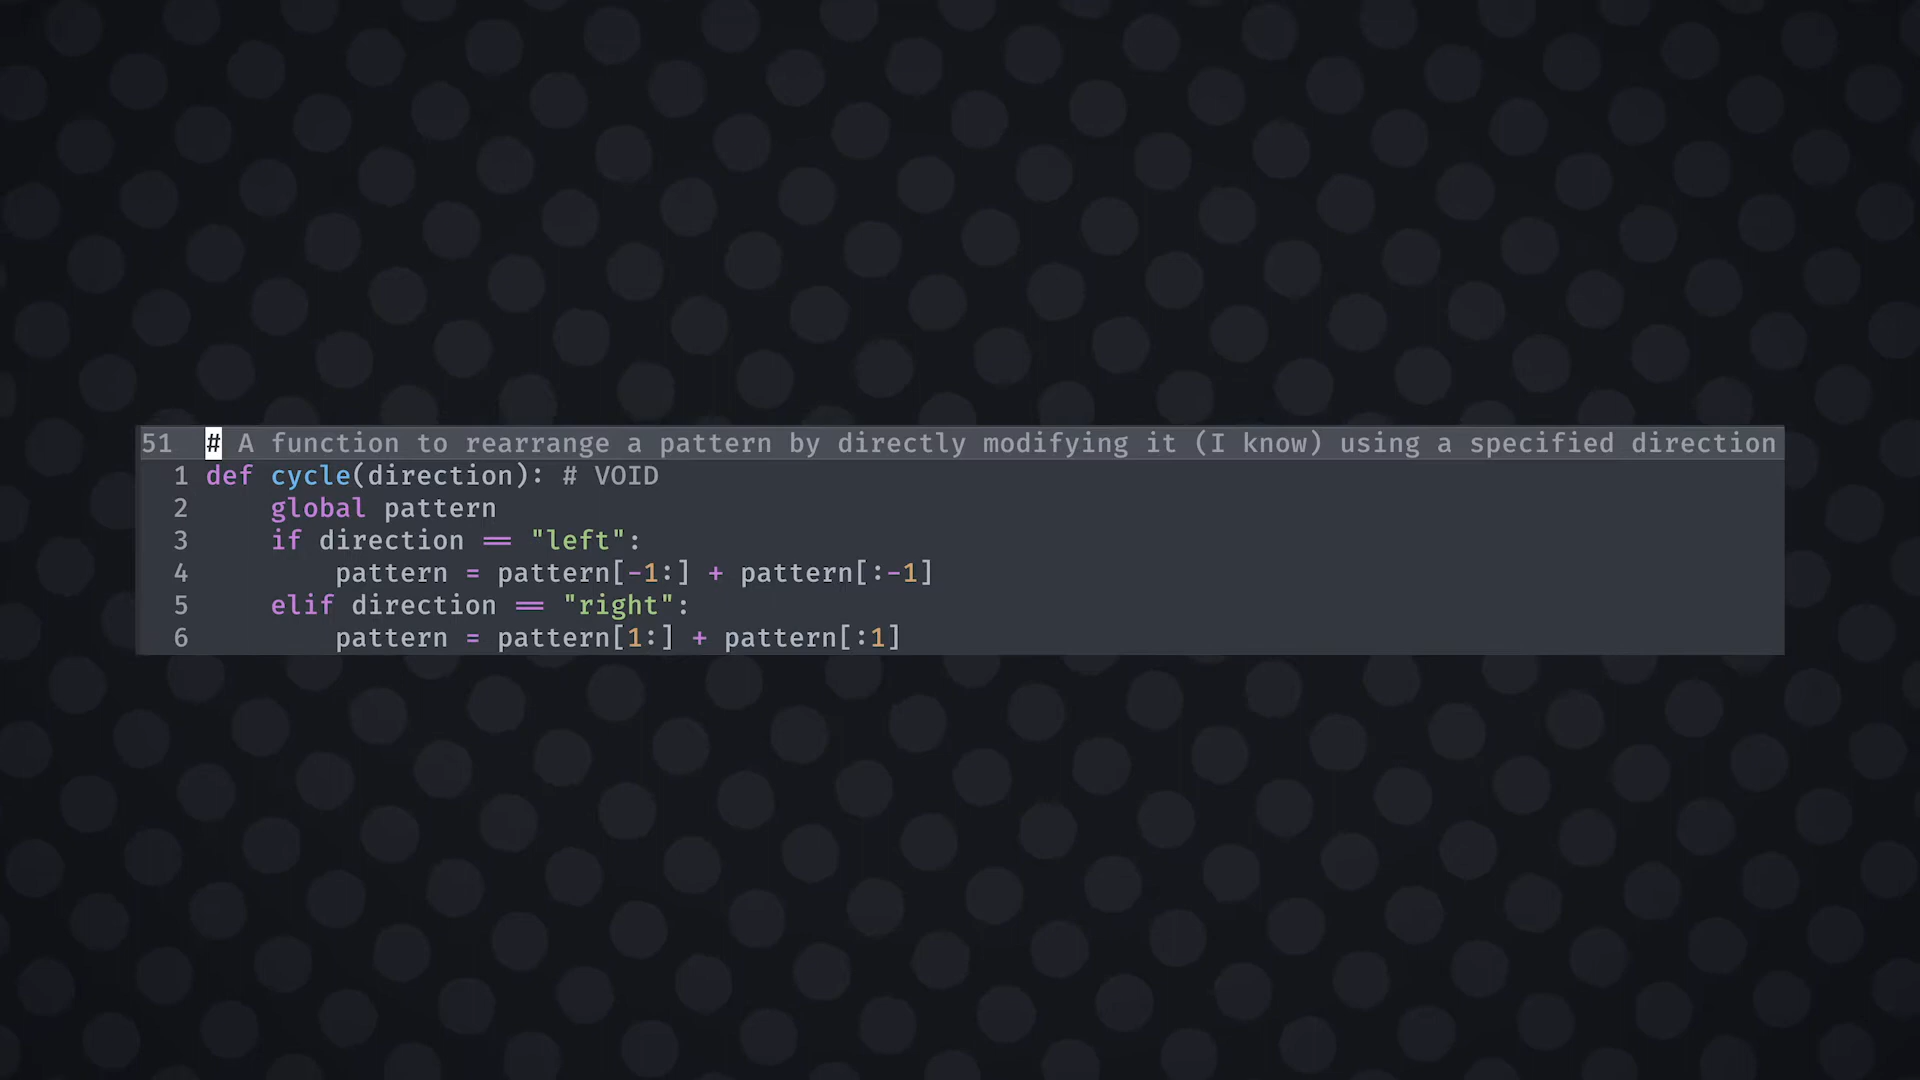 51 # A function to rearrange a pattern by directly modifying it (I know) using a specified direction
1 def cycle(direction): # VOID
2     global pattern
3     if direction == "left":
4         pattern = pattern[-1:] + pattern[:-1]
5     elif direction == "right":
6         pattern = pattern[1:] + pattern[:1]